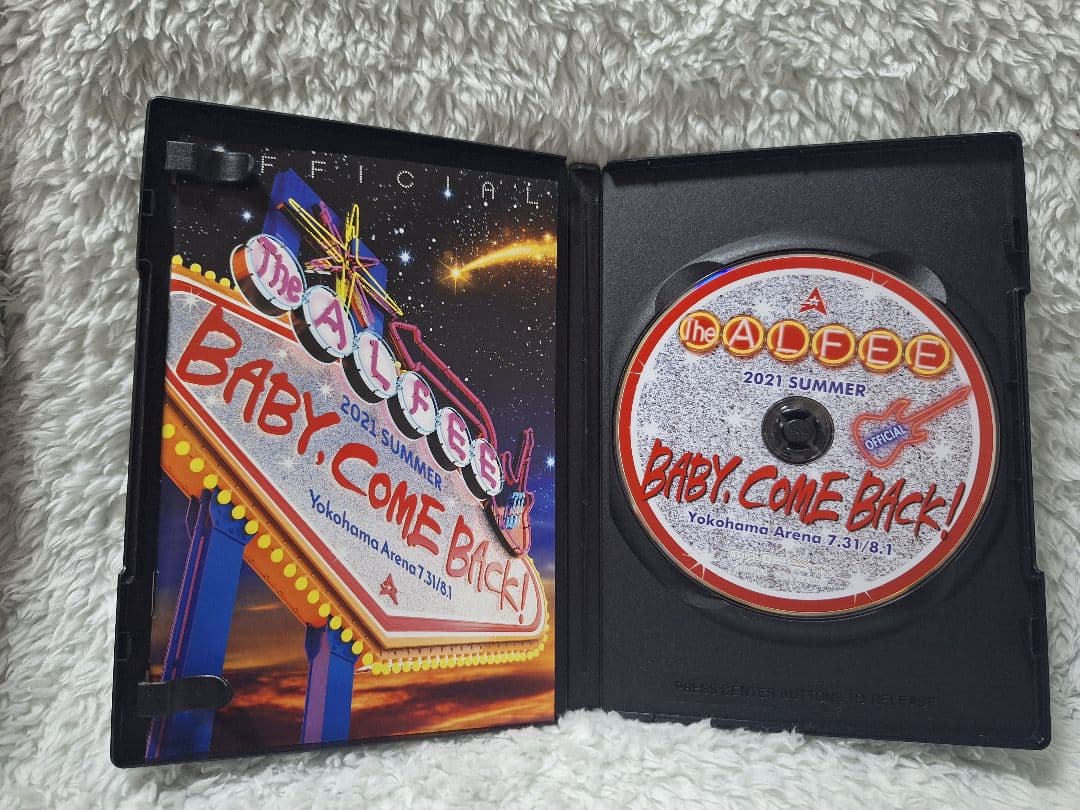 OFFICIAL
The ALFEE
2021 SUMMER
BABY, COME BACK!
Yokohama Arena 7.31/8.1
The ALFEE
2021 SUMMER
OFFICIAL
BABY, COME BACK!
Yokohama Arena 7.31/8.1
PRESS CENTER BUTTONS TO RELEASE